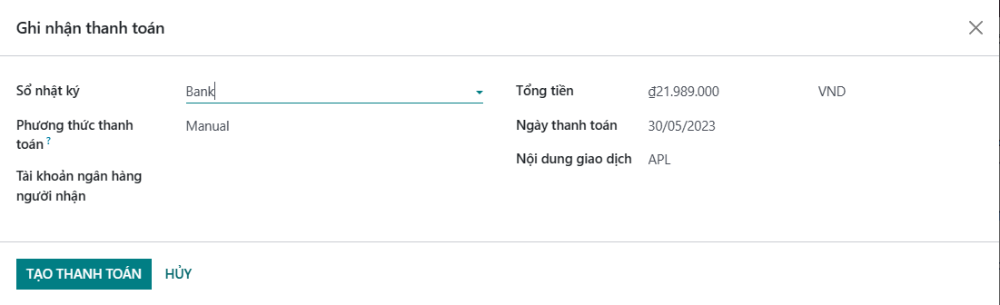 Ghi nhận thanh toán
Sổ nhật ký
Bank
Phương thức thanh
toán ?
Manual
Tài khoản ngân hàng
người nhận
Tổng tiền
₫21.989.000
VND
Ngày thanh toán
30/05/2023
Nội dung giao dịch
APL
TẠO THANH TOÁN
HỦY